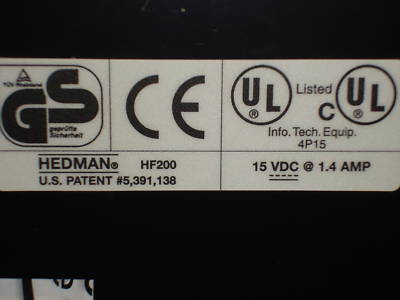 TÜV Rheinland
GS
geprüfte
Sicherheit
CE
UL
®
Listed
C
UL
®
Info. Tech. Equip.
4P15
HEDMAN® HF200
U.S. PATENT #5,391,138
15 VDC @ 1.4 AMP